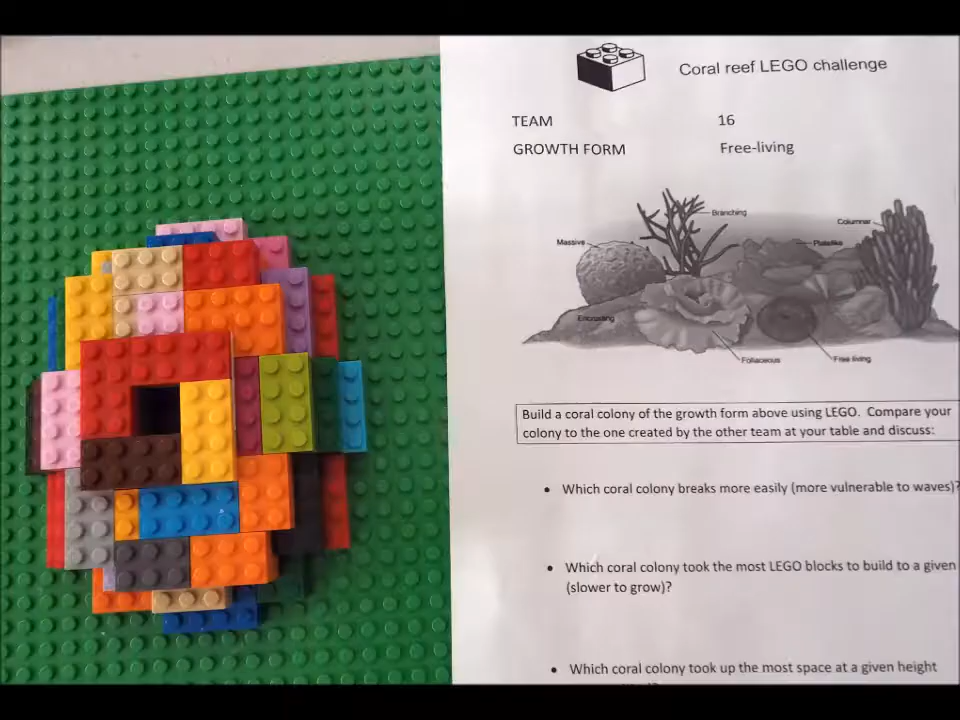 Coral reef LEGO challenge
TEAM 16
GROWTH FORM Free-living
Branching
Columnar
Massive
Platelike
Encrusting
Foliaceous
Free living
Build a coral colony of the growth form above using LEGO. Compare your
colony to the one created by the other team at your table and discuss:
• Which coral colony breaks more easily (more vulnerable to waves)?
• Which coral colony took the most LEGO blocks to build to a given
(slower to grow)?
• Which coral colony took up the most space at a given height